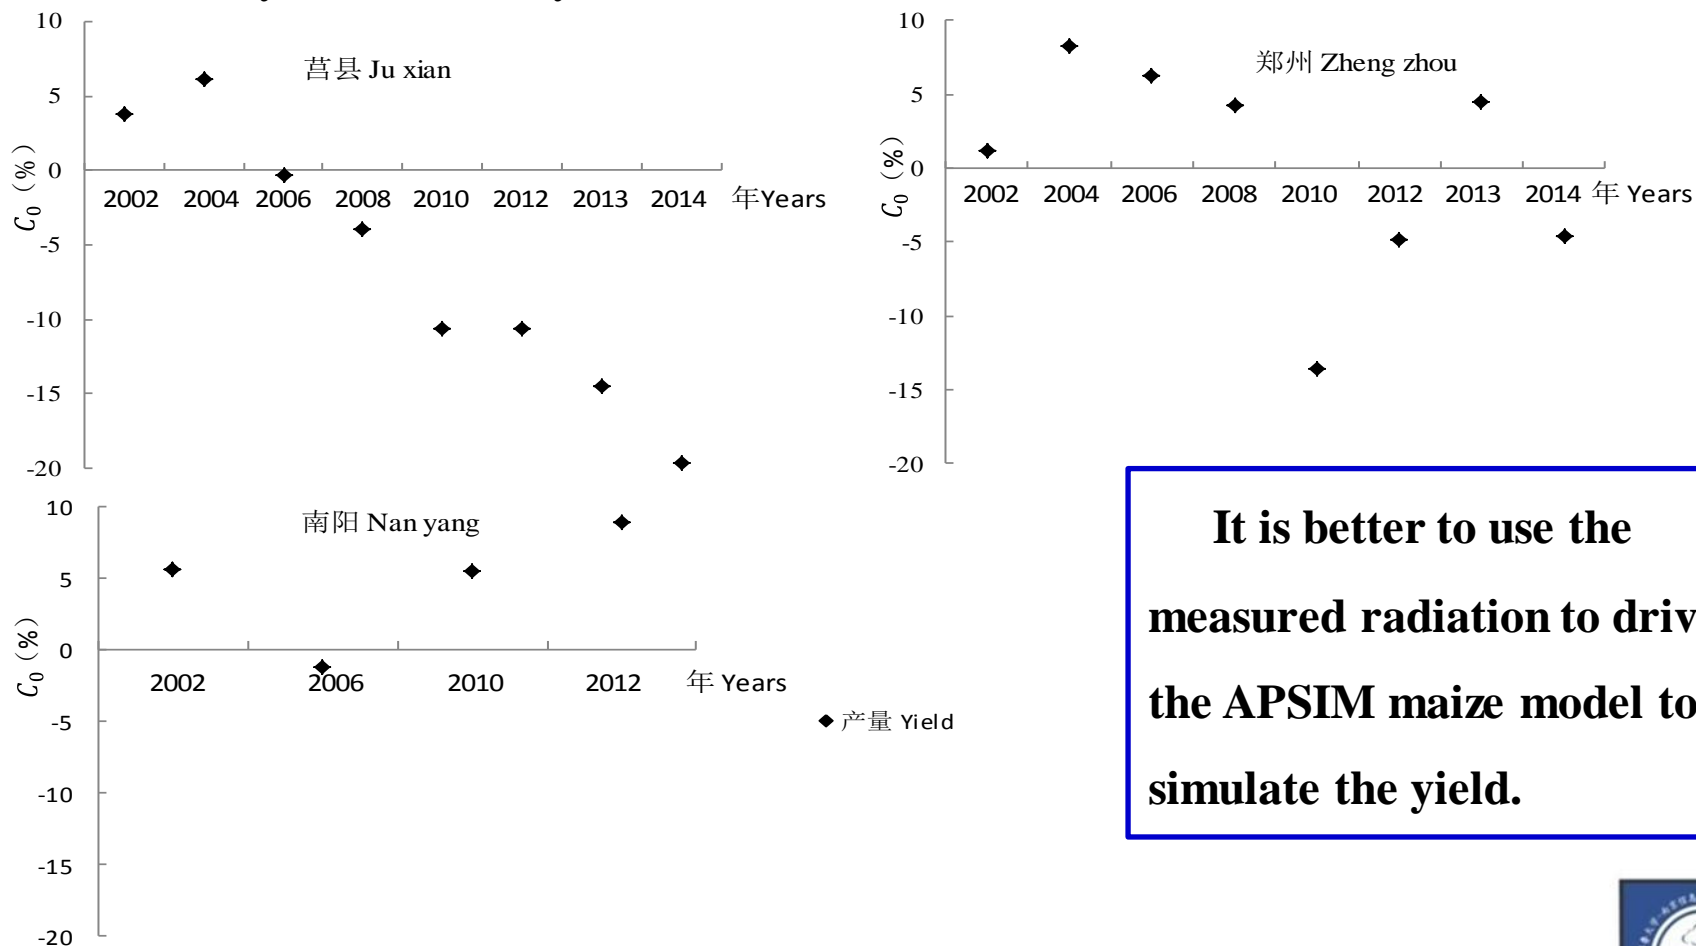 10
莒县 Ju xian
5
0
2002 2004 2006 2008 2010 2012 2013 2014 年Years
-5
-10
-15
-20
C₀（%）
10
郑州 Zheng zhou
5
0
2002 2004 2006 2008 2010 2012 2013 2014 年 Years
-5
-10
-15
-20
C₀（%）
10
南阳 Nan yang
5
0
2002 2006 2010 2012 年 Years
-5
-10
-15
-20
C₀（%）
产量 Yield
It is better to use the
measured radiation to driv
the APSIM maize model to
simulate the yield.